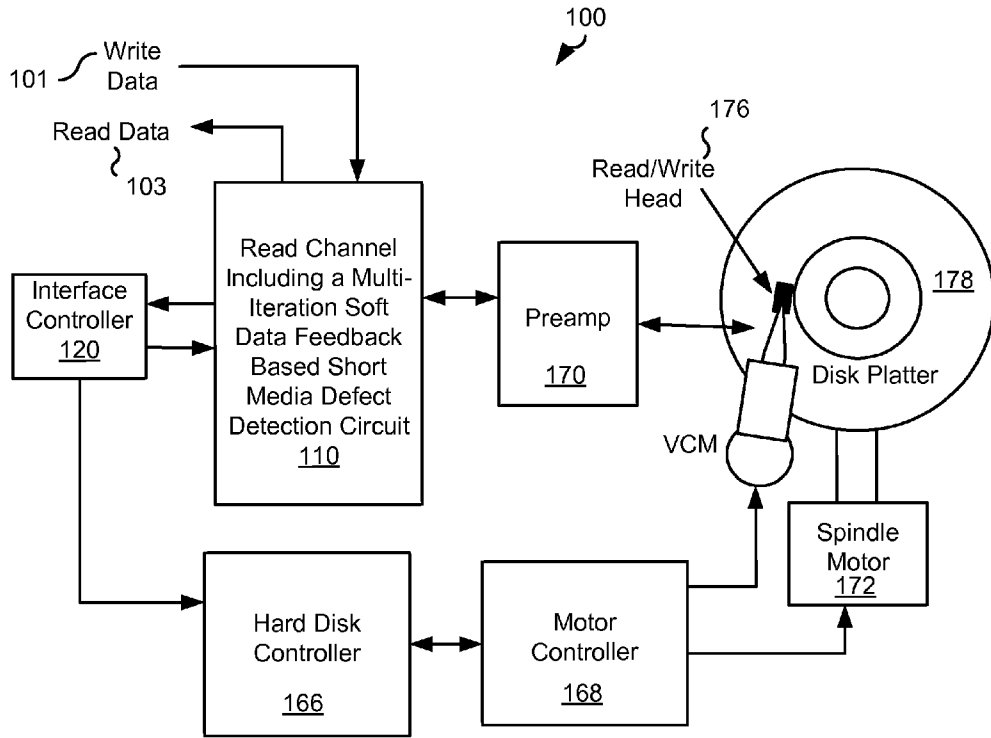 100
101
Write
Data
Read Data
103
176
Read/Write
Head
Read Channel
Including a Multi-
Iteration Soft
Data Feedback
Based Short
Media Defect
Detection Circuit
110
Interface
Controller
120
Preamp
170
178
Disk Platter
VCM
Spindle
Motor
172
Hard Disk
Controller
166
Motor
Controller
168